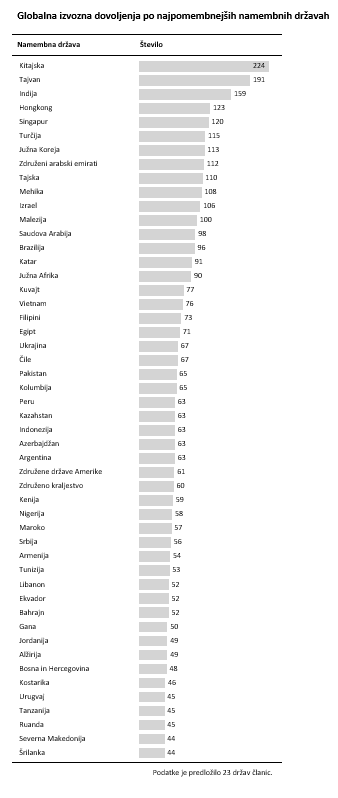 Globalna izvozna dovoljenja po najpomembnejših namembnih državah
Namembna država Število
Kitajska 224
Tajvan 191
Indija 159
Hongkong 123
Singapur 120
Turčija 115
Južna Koreja 113
Združeni arabski emirati 112
Tajska 110
Mehika 108
Izrael 106
Malezija 100
Saudova Arabija 98
Brazilija 96
Katar 91
Južna Afrika 90
Kuvajt 77
Vietnam 76
Filipini 73
Egipt 71
Ukrajina 67
Čile 67
Pakistan 65
Kolumbija 65
Peru 63
Kazahstan 63
Indonezija 63
Azerbajdžan 63
Argentina 63
Združene države Amerike 61
Združeno kraljestvo 60
Kenija 59
Nigerija 58
Maroko 57
Srbija 56
Armenija 54
Tunizija 53
Libanon 52
Ekvador 52
Bahrajn 52
Gana 50
Jordanija 49
Alžirija 49
Bosna in Hercegovina 48
Kostarika 46
Urugvaj 45
Tanzanija 45
Ruanda 45
Severna Makedonija 44
Šrilanka 44
Podatke je predložilo 23 držav članic.